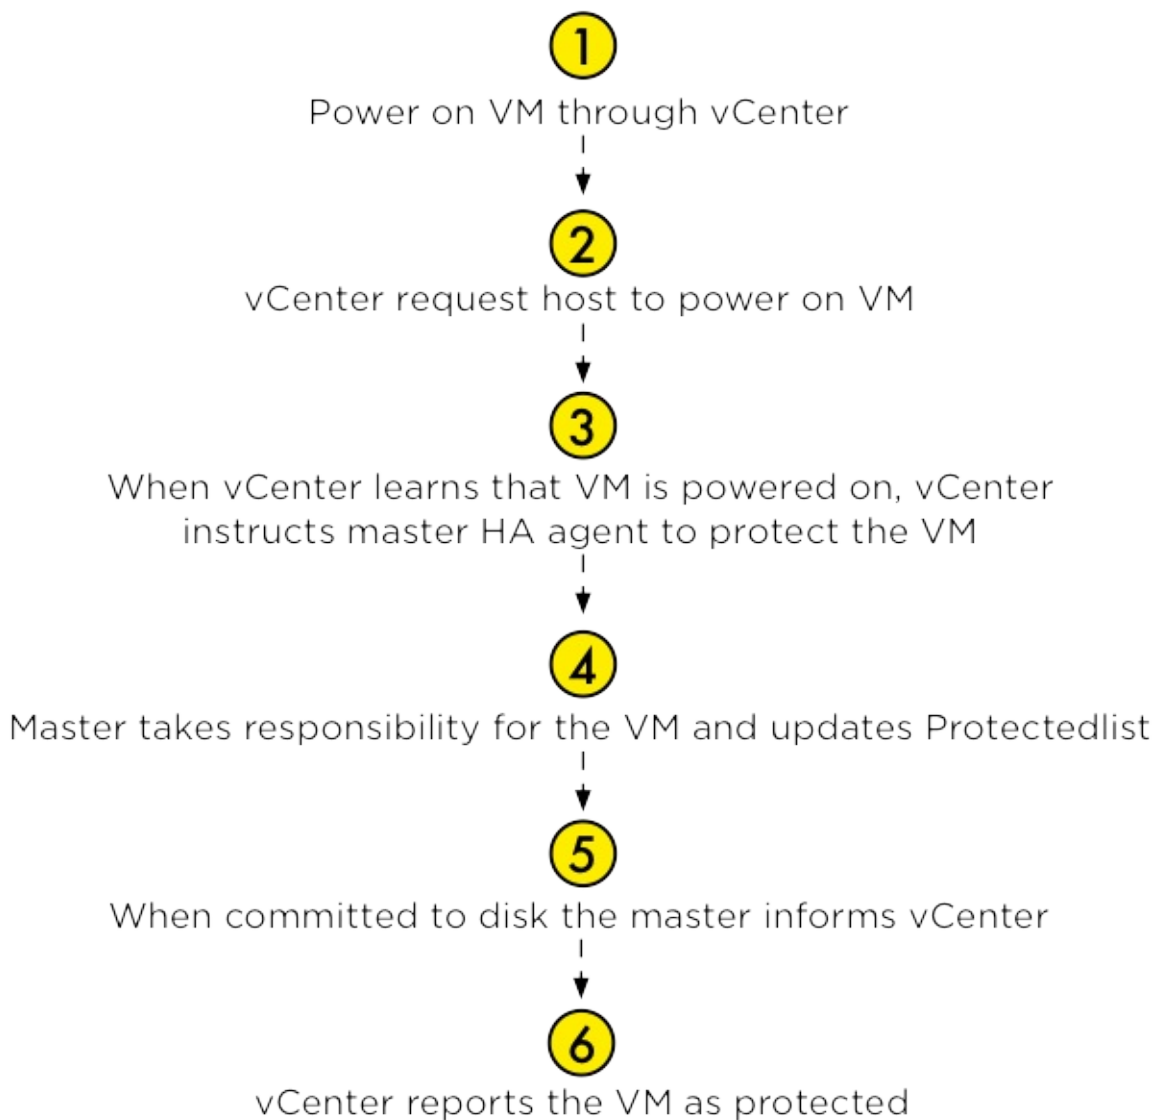 1
Power on VM through vCenter
2
vCenter request host to power on VM
3
When vCenter learns that VM is powered on, vCenter
instructs master HA agent to protect the VM
4
Master takes responsibility for the VM and updates Protectedlist
5
When committed to disk the master informs vCenter
6
vCenter reports the VM as protected